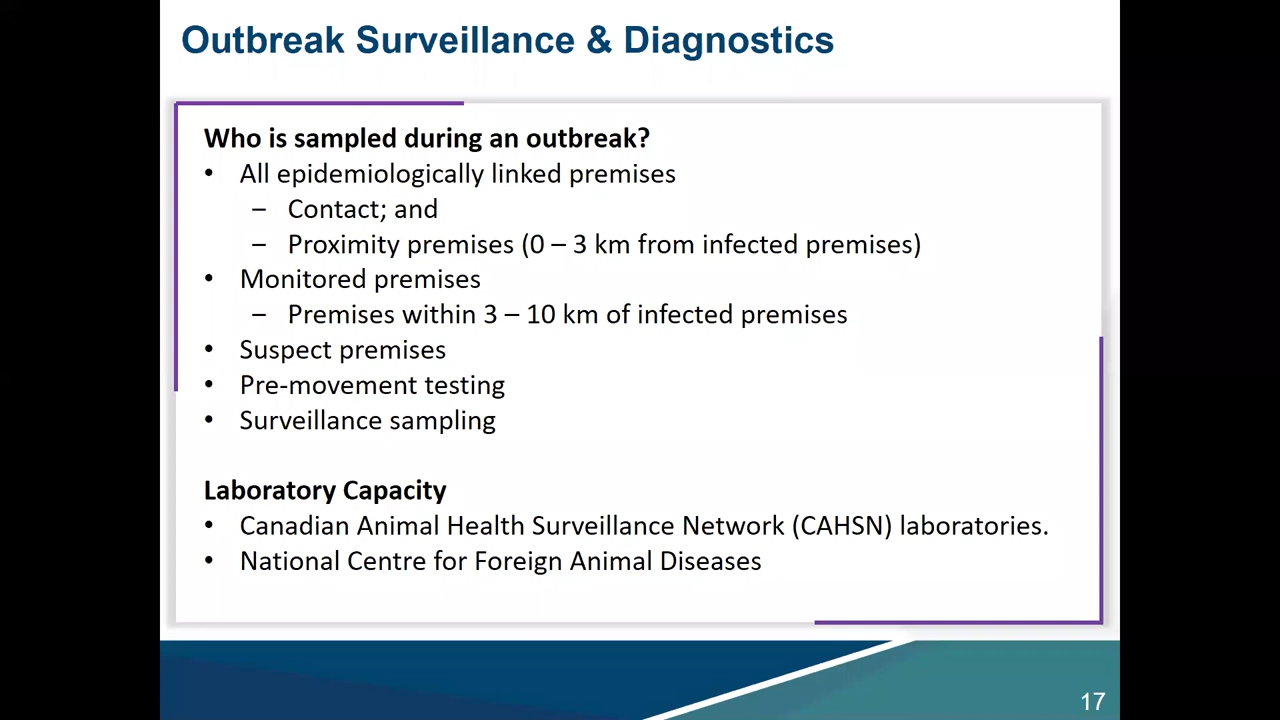 Outbreak Surveillance & Diagnostics
Who is sampled during an outbreak?
• All epidemiologically linked premises
– Contact; and
– Proximity premises (0 – 3 km from infected premises)
• Monitored premises
– Premises within 3 – 10 km of infected premises
• Suspect premises
• Pre-movement testing
• Surveillance sampling
Laboratory Capacity
• Canadian Animal Health Surveillance Network (CAHSN) laboratories.
• National Centre for Foreign Animal Diseases
17